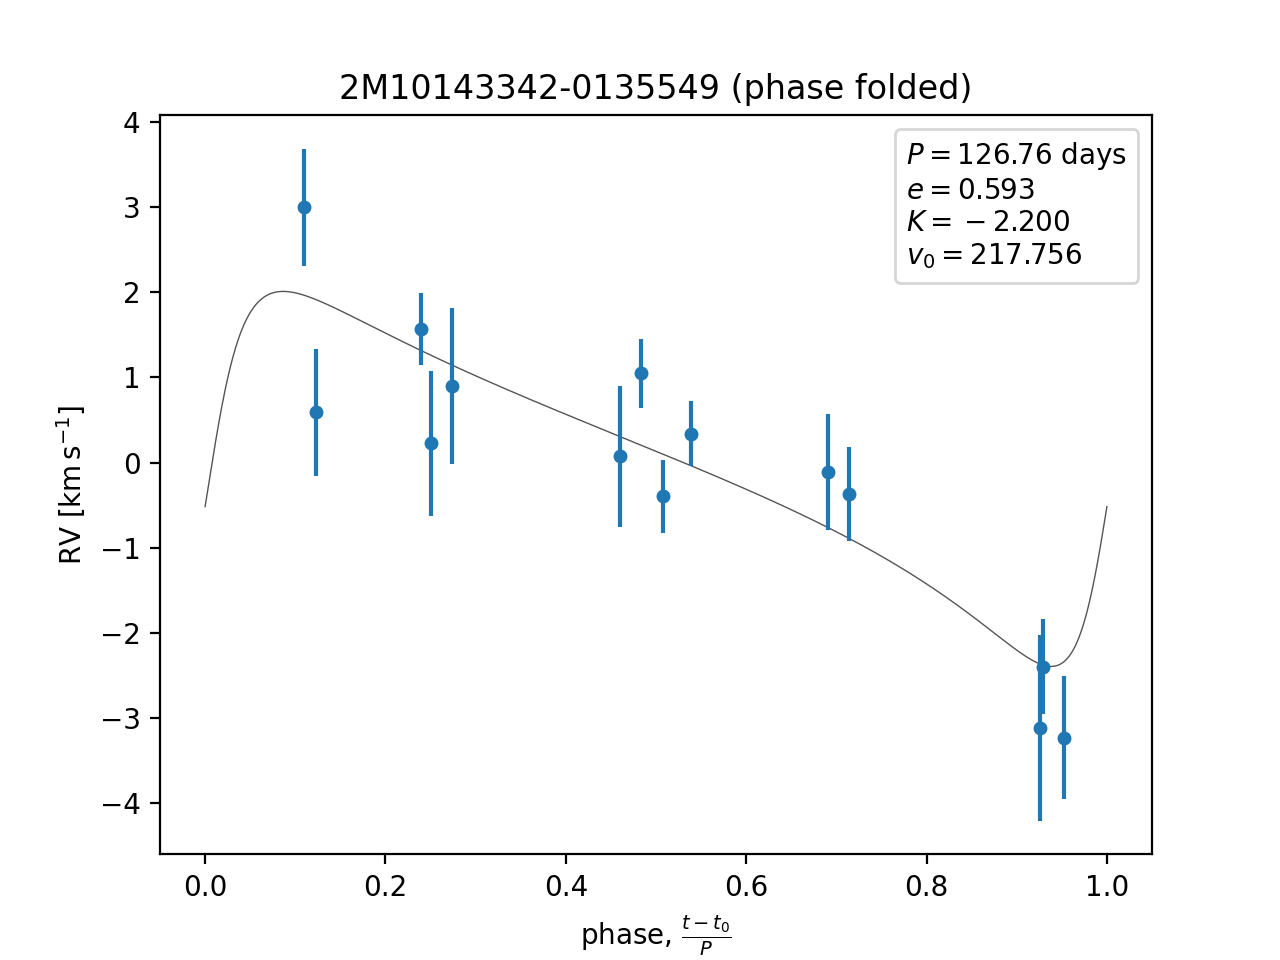 2M10143342-0135549 (phase folded)
P = 126.76 days
e = 0.593
K = −2.200
v₀ = 217.756
RV [km s⁻¹]
4
3
2
1
0
−1
−2
−3
−4
0.0 0.2 0.4 0.6 0.8 1.0
phase, (t − t₀)/P